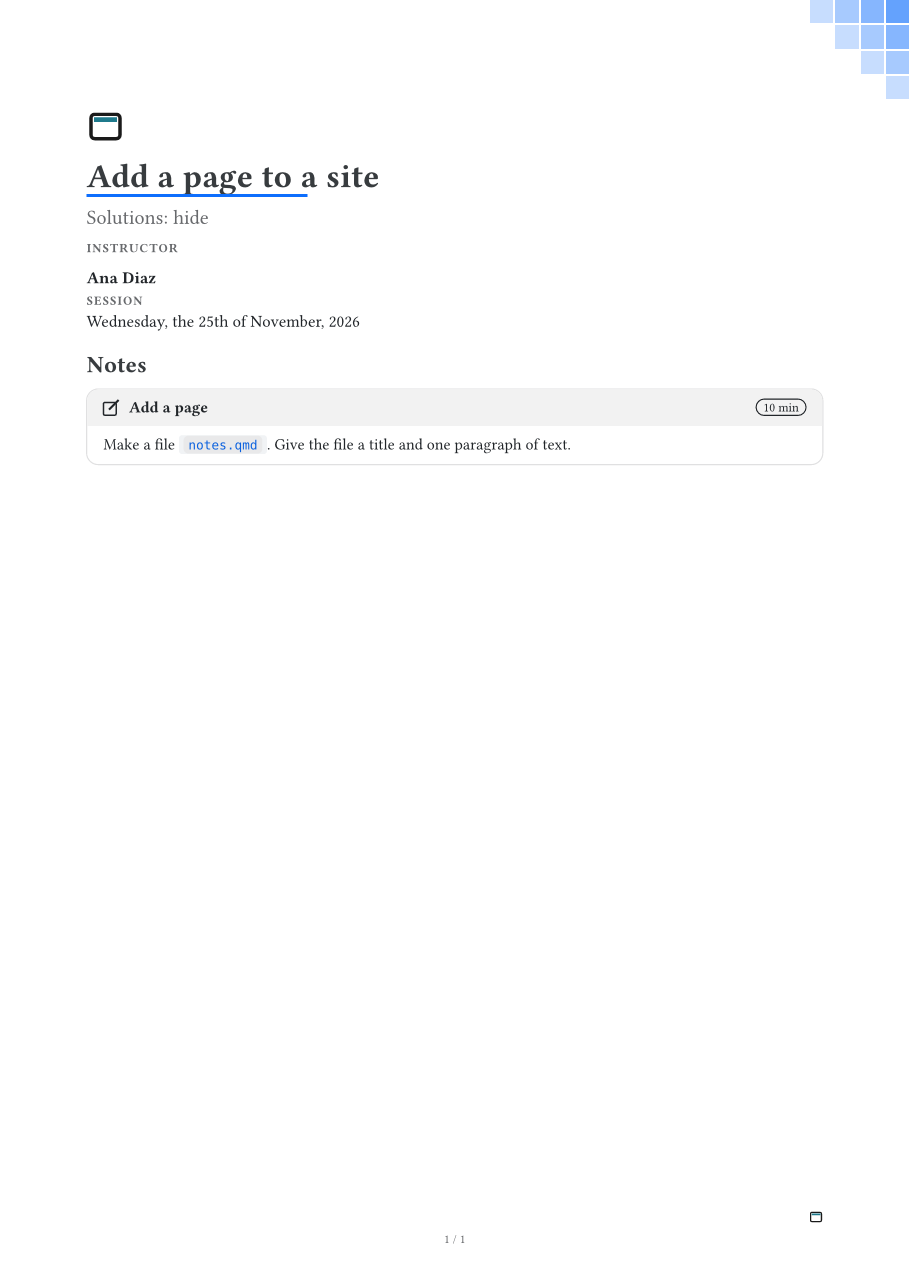 Add a page to a site
Solutions: hide
INSTRUCTOR
Ana Diaz
SESSION
Wednesday, the 25th of November, 2026
Notes
Add a page 10 min
Make a file notes.qmd . Give the file a title and one paragraph of text.
1 / 1